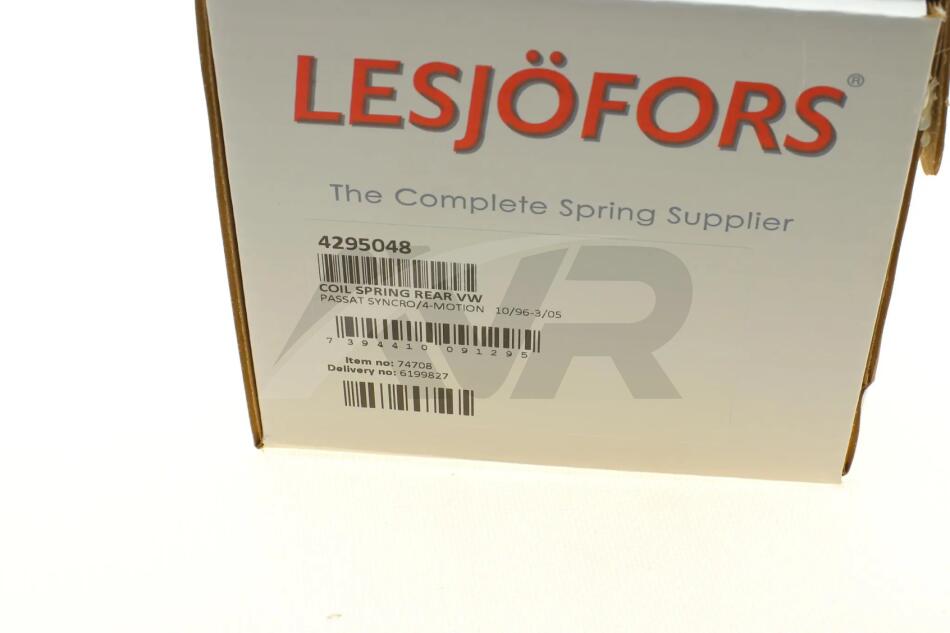 LESJÖFORS®
The Complete Spring Supplier
4295048
COIL SPRING REAR VW
PASSAT SYNCRO/4-MOTION 10/96-3/05
7 394410 091295
Item no: 74708
Delivery no: 6199827
AVR